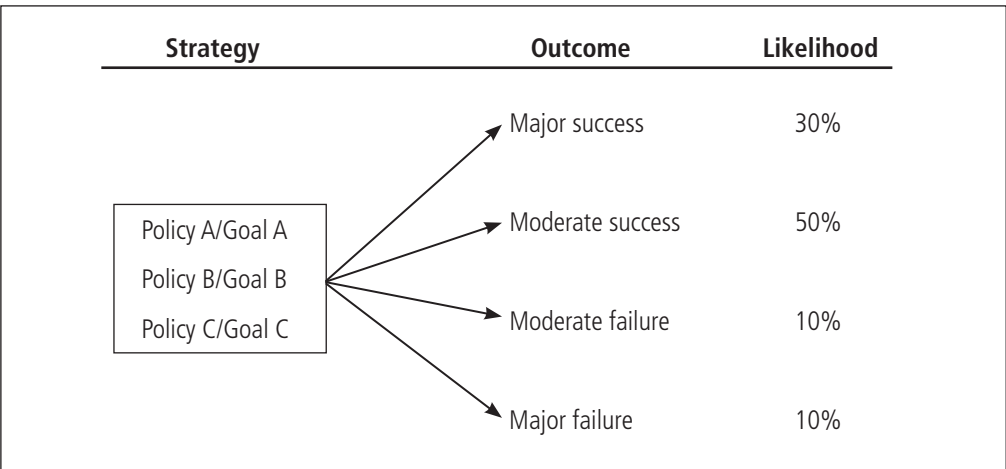 Strategy Outcome Likelihood
Major success 30%
Policy A/Goal A
Moderate success 50%
Policy B/Goal B
Policy C/Goal C
Moderate failure 10%
Major failure 10%